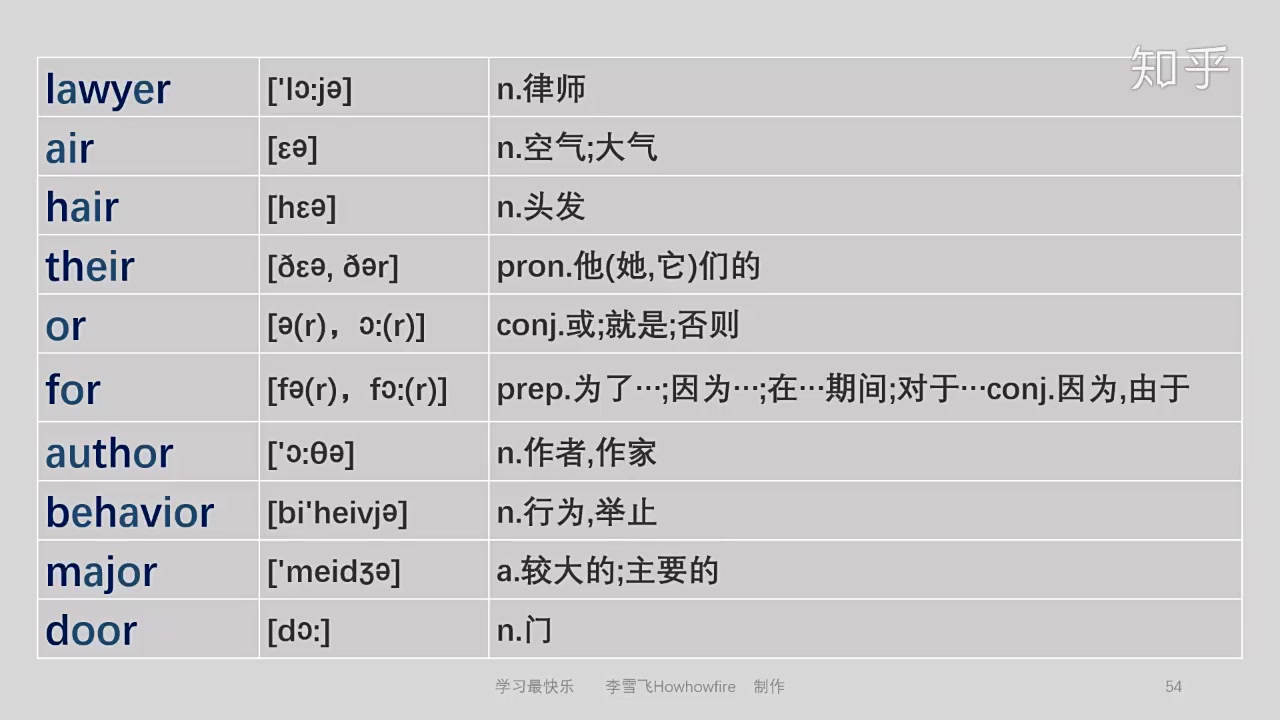 知乎
lawyer ['lɔ:jə] n.律师
air [εə] n.空气;大气
hair [hεə] n.头发
their [ðεə, ðər] pron.他(她,它)们的
or [ə(r)，ɔ:(r)] conj.或;就是;否则
for [fə(r)，fɔ:(r)] prep.为了…;因为…;在…期间;对于…conj.因为,由于
author ['ɔ:θə] n.作者,作家
behavior [bi'heivjə] n.行为,举止
major ['meidʒə] a.较大的;主要的
door [dɔ:] n.门
学习最快乐 李雪飞Howhowfire 制作 54